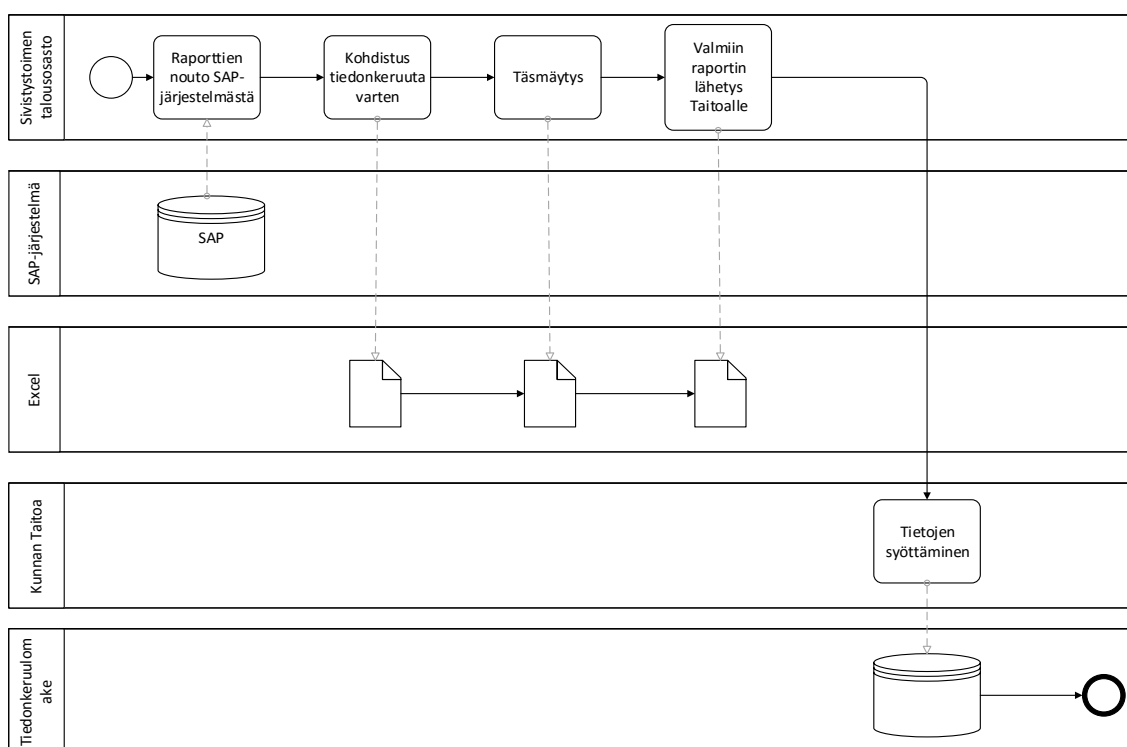 Sivistystoimen
talousosasto
Raporttien
nouto SAP-
järjestelmästä
Kohdistus
tiedonkeruuta
varten
Täsmäytys
Valmiin
raportin
lähetys
Taitoalle
SAP-järjestelmä
SAP
Excel
Kunnan Taitoa
Tietojen
syöttäminen
Tiedonkeruulom
ake